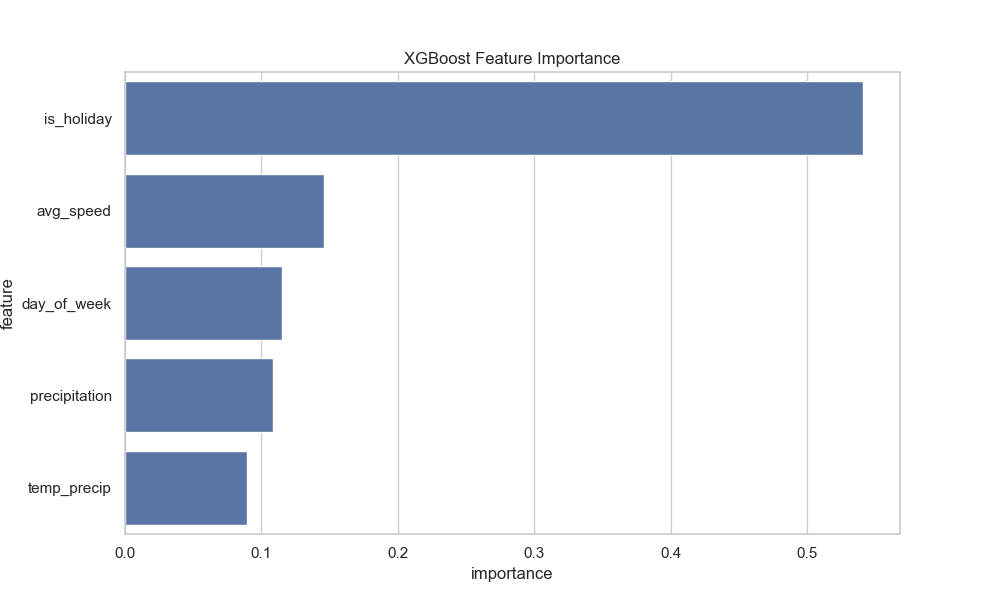 XGBoost Feature Importance
feature
is_holiday
avg_speed
day_of_week
precipitation
temp_precip
0.0 0.1 0.2 0.3 0.4 0.5
importance